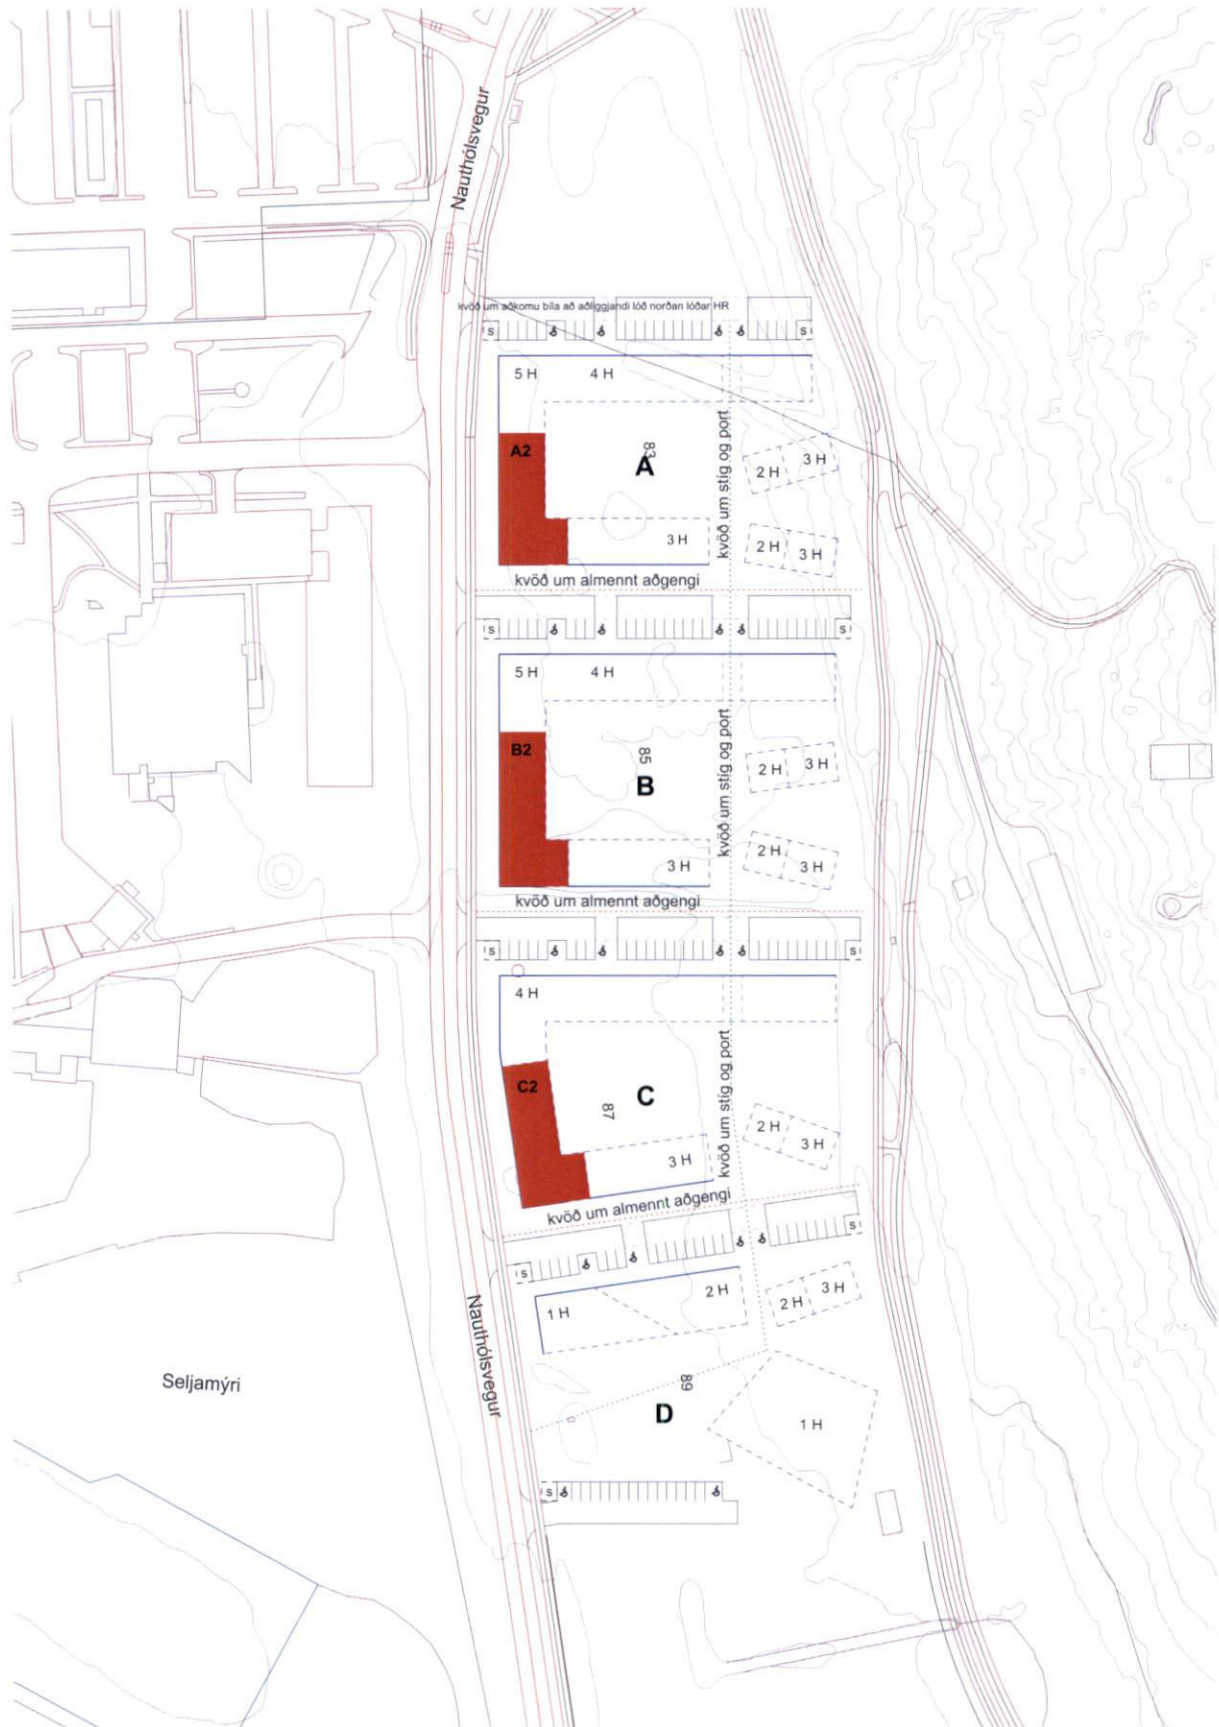 Nauthólsvegur
kvöð um aðkomu bíla að aðliggjandi lóð norðan lóðar HR
S
S
5 H
4 H
A2
83
A
kvöð um stíg og port
2 H
3 H
3 H
2 H
3 H
kvöð um almennt aðgengi
S
S
5 H
4 H
B2
85
B
kvöð um stíg og port
2 H
3 H
3 H
2 H
3 H
kvöð um almennt aðgengi
S
S
4 H
C2
87
C
kvöð um stíg og port
2 H
3 H
3 H
kvöð um almennt aðgengi
S
S
1 H
2 H
2 H
3 H
Nauthólsvegur
Seljamýri
89
D
1 H
S